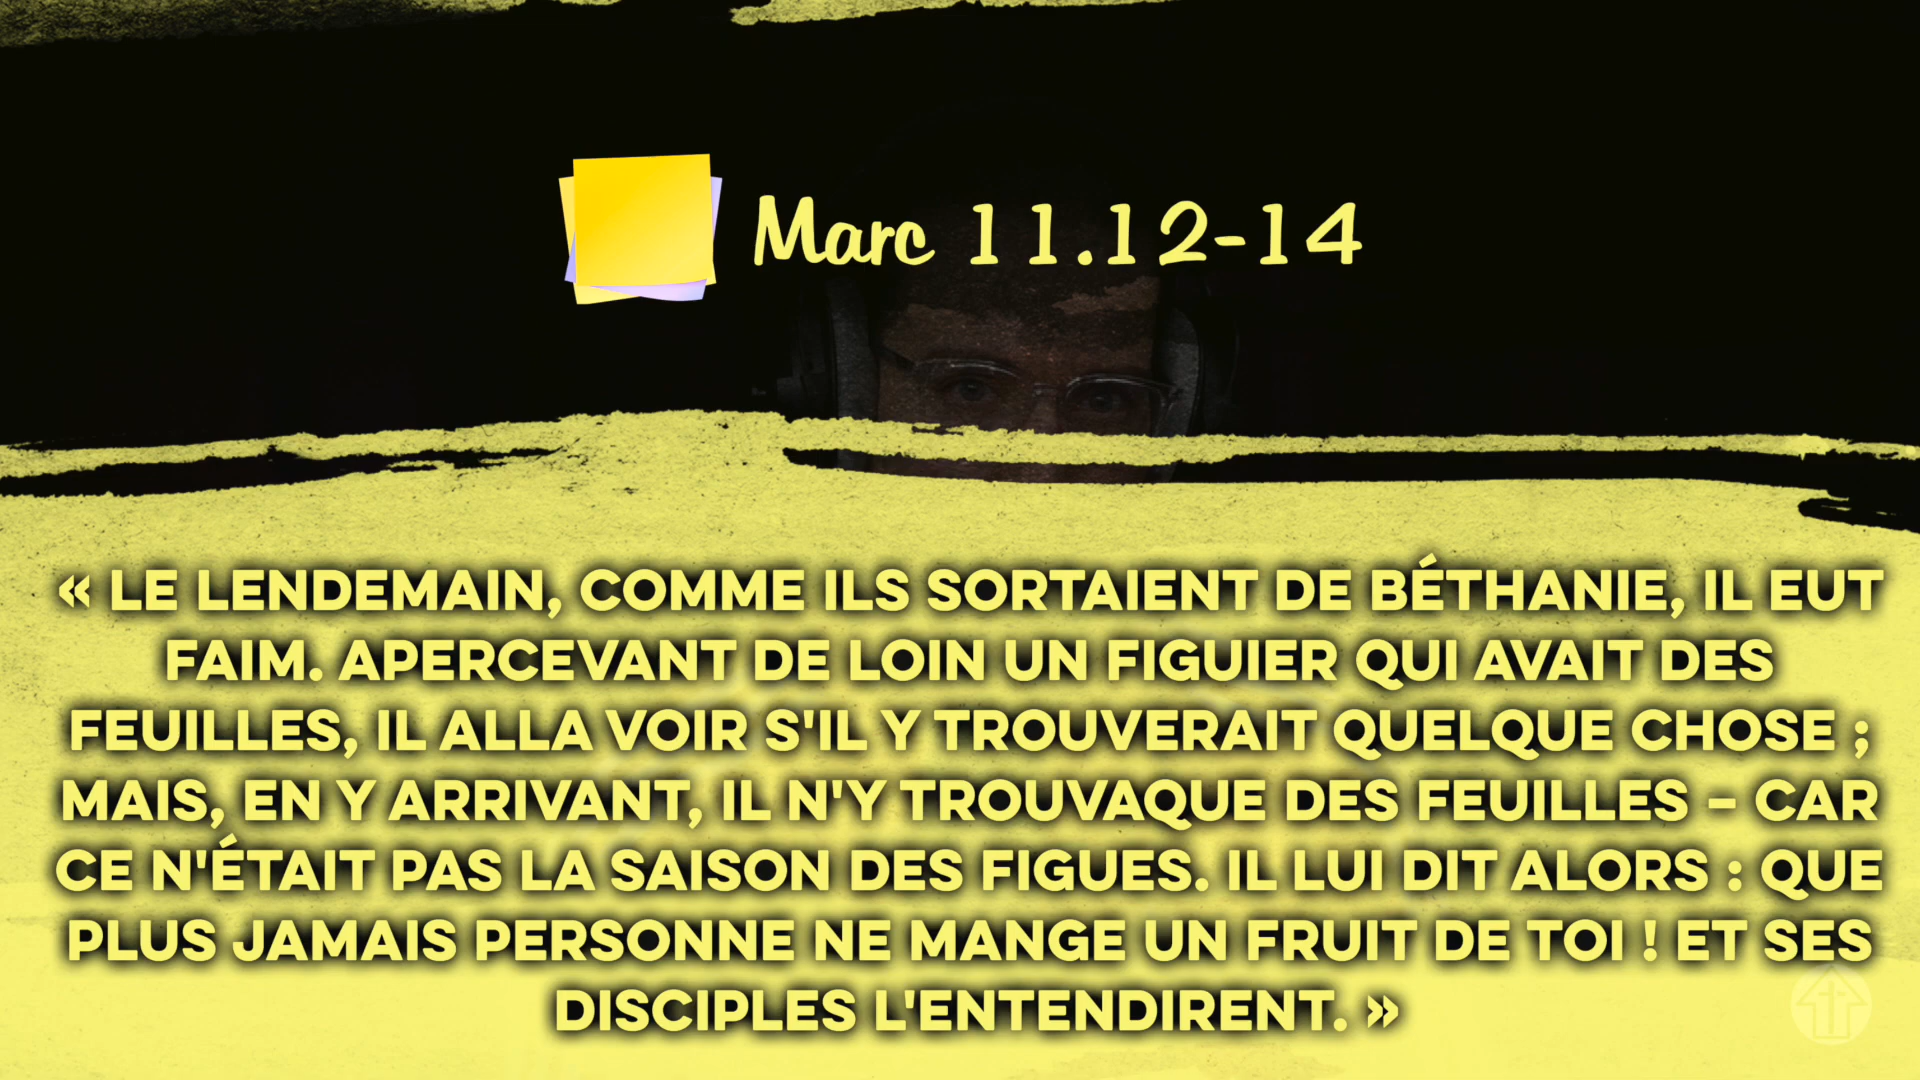 Marc 11.12-14
« LE LENDEMAIN, COMME ILS SORTAIENT DE BÉTHANIE, IL EUT
FAIM. APERCEVANT DE LOIN UN FIGUIER QUI AVAIT DES
FEUILLES, IL ALLA VOIR S'IL Y TROUVERAIT QUELQUE CHOSE ;
MAIS, EN Y ARRIVANT, IL N'Y TROUVAQUE DES FEUILLES – CAR
CE N'ÉTAIT PAS LA SAISON DES FIGUES. IL LUI DIT ALORS : QUE
PLUS JAMAIS PERSONNE NE MANGE UN FRUIT DE TOI ! ET SES
DISCIPLES L'ENTENDIRENT. »